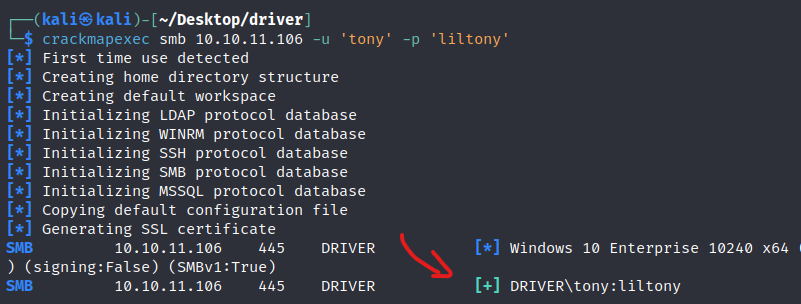 ┌──(kali㉿kali)-[~/Desktop/driver]
└─$ crackmapexec smb 10.10.11.106 -u 'tony' -p 'liltony'
[*] First time use detected
[*] Creating home directory structure
[*] Creating default workspace
[*] Initializing LDAP protocol database
[*] Initializing WINRM protocol database
[*] Initializing SSH protocol database
[*] Initializing SMB protocol database
[*] Initializing MSSQL protocol database
[*] Copying default configuration file
[*] Generating SSL certificate
SMB 10.10.11.106 445 DRIVER [*] Windows 10 Enterprise 10240 x64 (
) (signing:False) (SMBv1:True)
SMB 10.10.11.106 445 DRIVER [+] DRIVER\tony:liltony